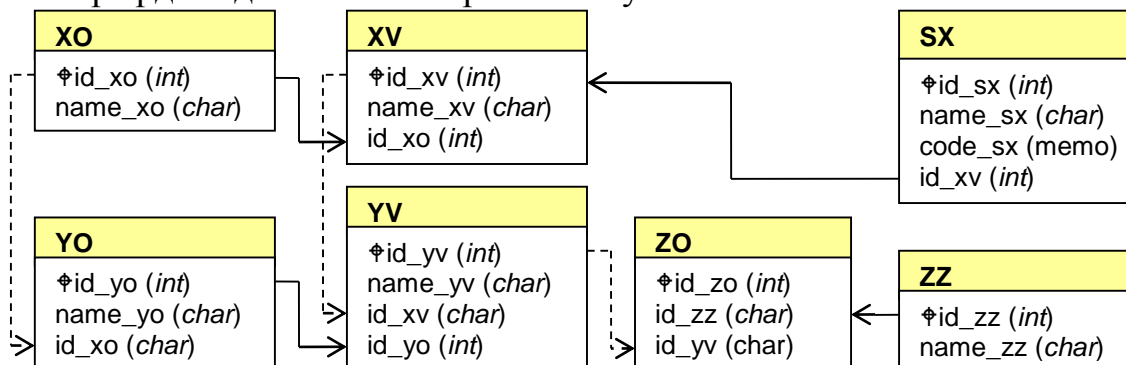 XO
id_xo (int)
name_xo (char)
XV
id_xv (int)
name_xv (char)
id_xo (int)
SX
id_sx (int)
name_sx (char)
code_sx (memo)
id_xv (int)
YO
id_yo (int)
name_yo (char)
id_xo (char)
YV
id_yv (int)
name_yv (char)
id_xv (char)
id_yo (int)
ZO
id_zo (int)
id_zz (char)
id_yv (char)
ZZ
id_zz (int)
name_zz (char)